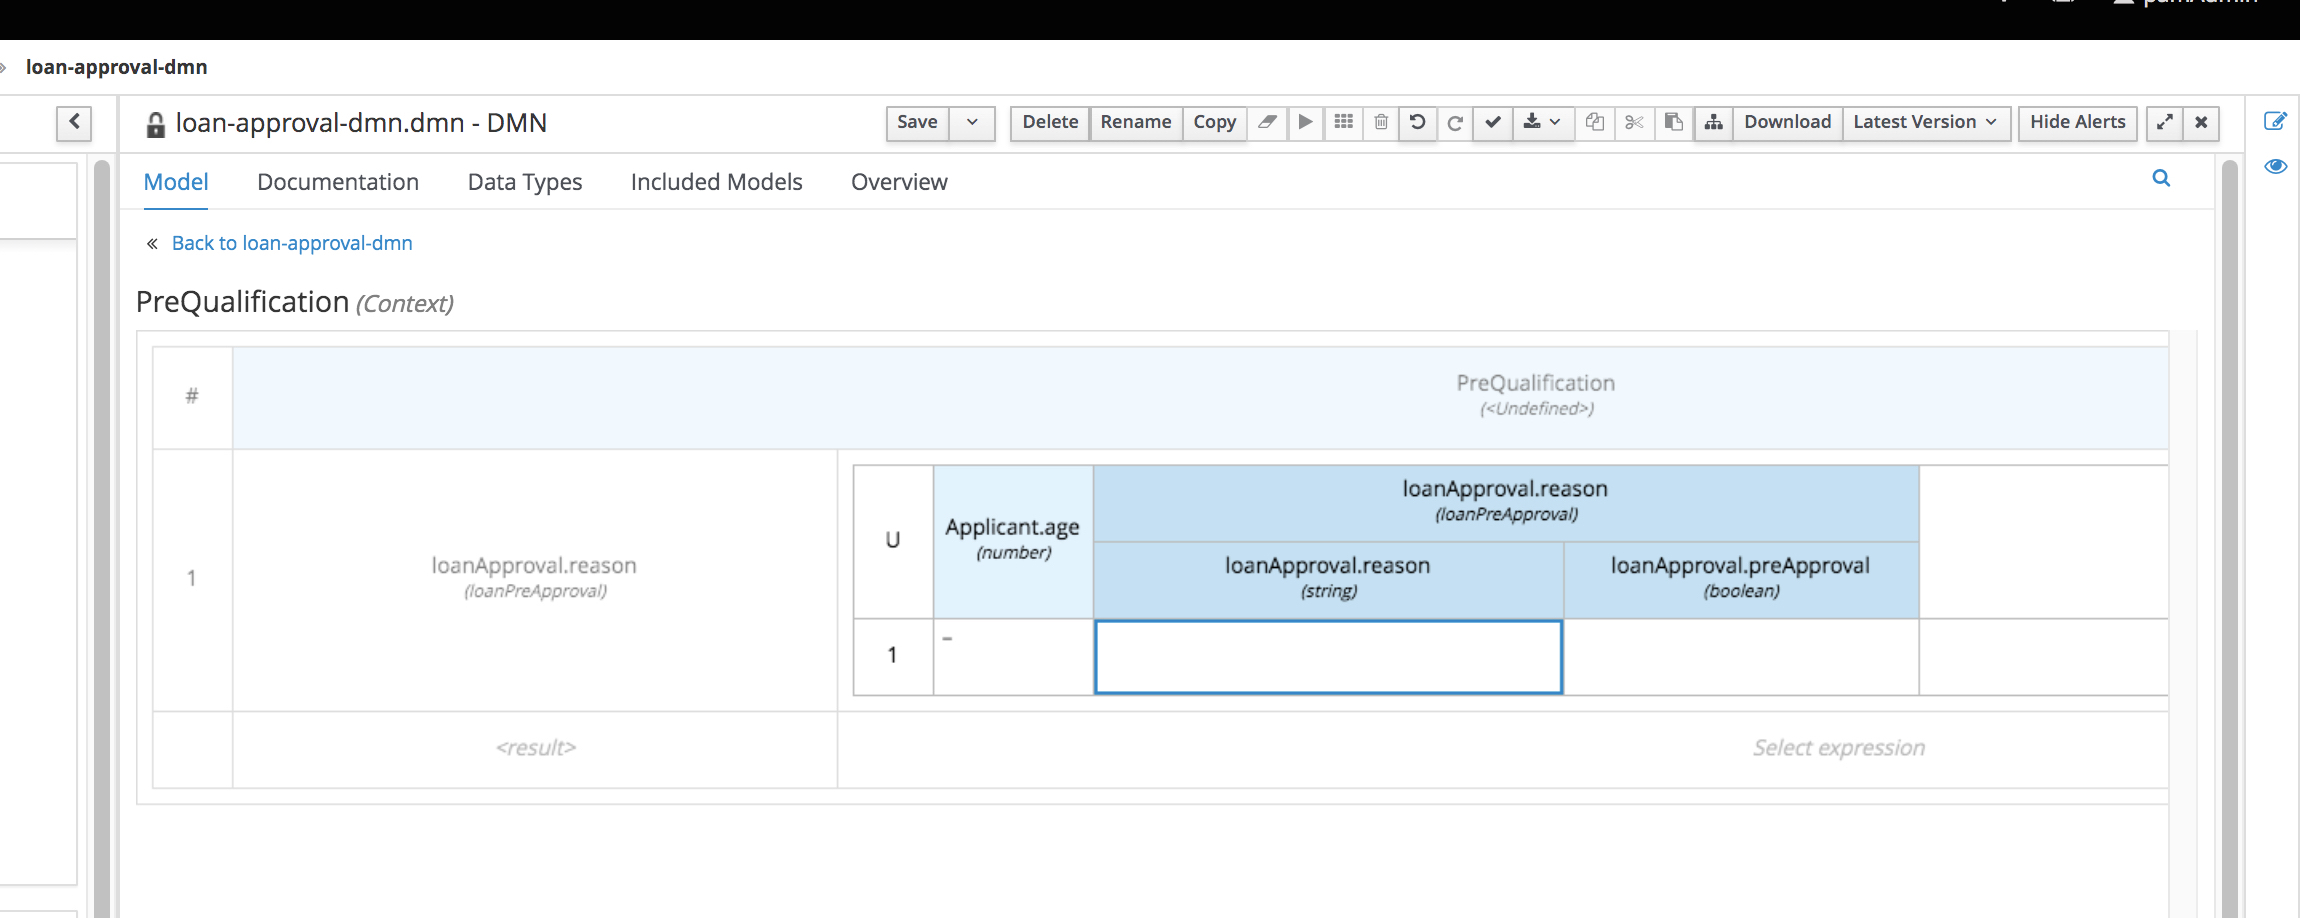 loan-approval-dmn
loan-approval-dmn.dmn - DMN
Save
Delete Rename Copy
Download Latest Version
Hide Alerts
Model Documentation Data Types Included Models Overview
« Back to loan-approval-dmn
PreQualification (Context)
#
PreQualification
(<Undefined>)
1
loanApproval.reason
(loanPreApproval)
U
Applicant.age
(number)
loanApproval.reason
(loanPreApproval)
loanApproval.reason
(string)
loanApproval.preApproval
(boolean)
1
–
<result>
Select expression